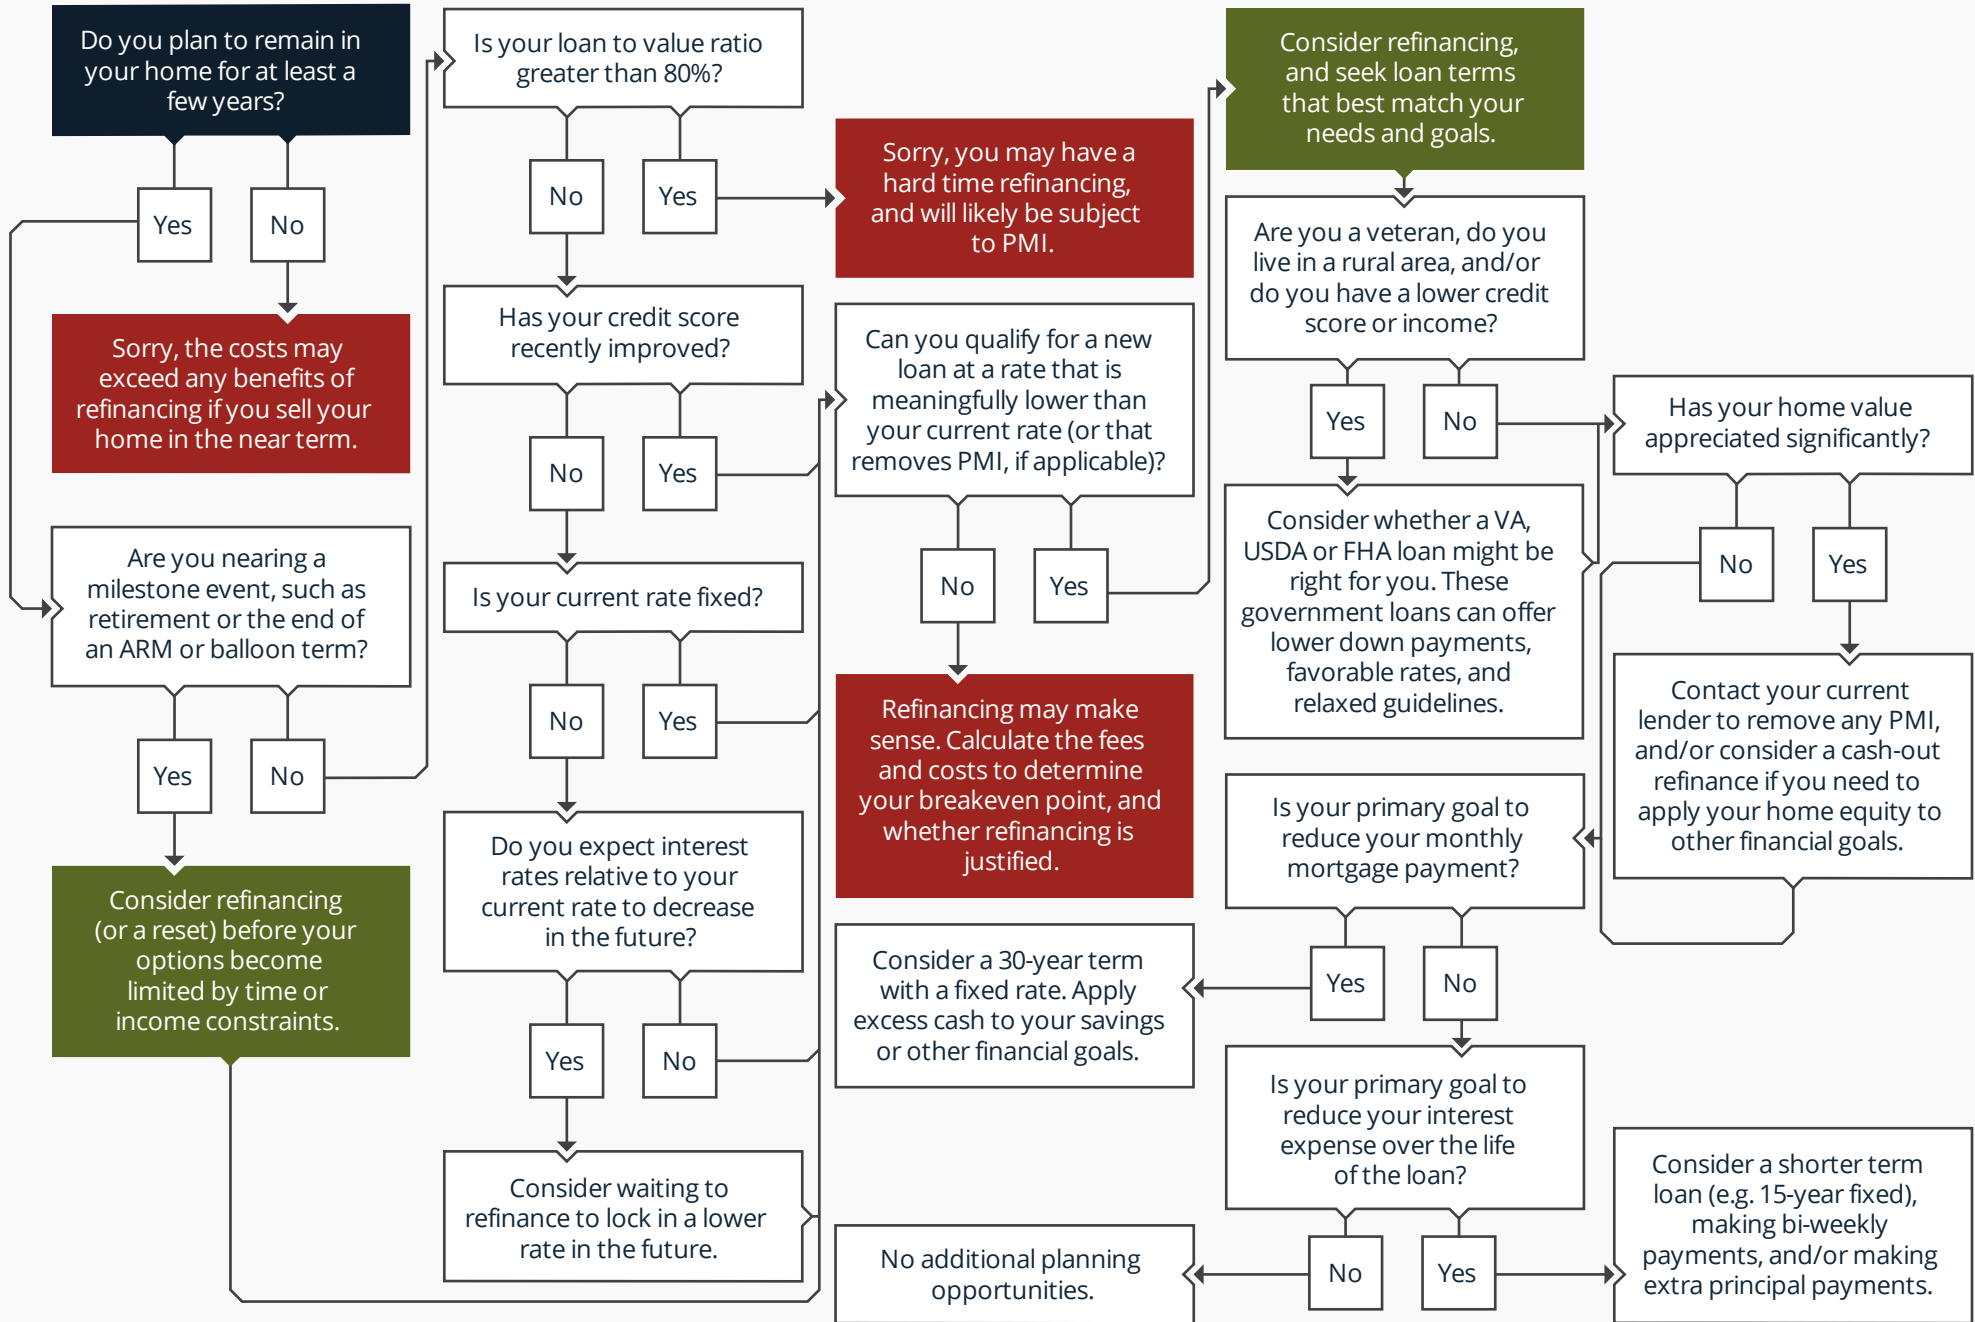 Do you plan to remain in
your home for at least a
few years?
Yes
No
Sorry, the costs may
exceed any benefits of
refinancing if you sell your
home in the near term.
Are you nearing a
milestone event, such as
retirement or the end of
an ARM or balloon term?
Yes
No
Consider refinancing
(or a reset) before your
options become
limited by time or
income constraints.
Is your loan to value ratio
greater than 80%?
No
Yes
Has your credit score
recently improved?
No
Yes
Is your current rate fixed?
No
Yes
Do you expect interest
rates relative to your
current rate to decrease
in the future?
Yes
No
Consider waiting to
refinance to lock in a lower
rate in the future.
Sorry, you may have a
hard time refinancing,
and will likely be subject
to PMI.
Can you qualify for a new
loan at a rate that is
meaningfully lower than
your current rate (or that
removes PMI, if applicable)?
No
Yes
Refinancing may make
sense. Calculate the fees
and costs to determine
your breakeven point, and
whether refinancing is
justified.
Consider a 30-year term
with a fixed rate. Apply
excess cash to your savings
or other financial goals.
No additional planning
opportunities.
Consider refinancing,
and seek loan terms
that best match your
needs and goals.
Are you a veteran, do you
live in a rural area, and/or
do you have a lower credit
score or income?
Yes
No
Consider whether a VA,
USDA or FHA loan might be
right for you. These
government loans can offer
lower down payments,
favorable rates, and
relaxed guidelines.
Is your primary goal to
reduce your monthly
mortgage payment?
Yes
No
Is your primary goal to
reduce your interest
expense over the life
of the loan?
No
Yes
Has your home value
appreciated significantly?
No
Yes
Contact your current
lender to remove any PMI,
and/or consider a cash-out
refinance if you need to
apply your home equity to
other financial goals.
Consider a shorter term
loan (e.g. 15-year fixed),
making bi-weekly
payments, and/or making
extra principal payments.